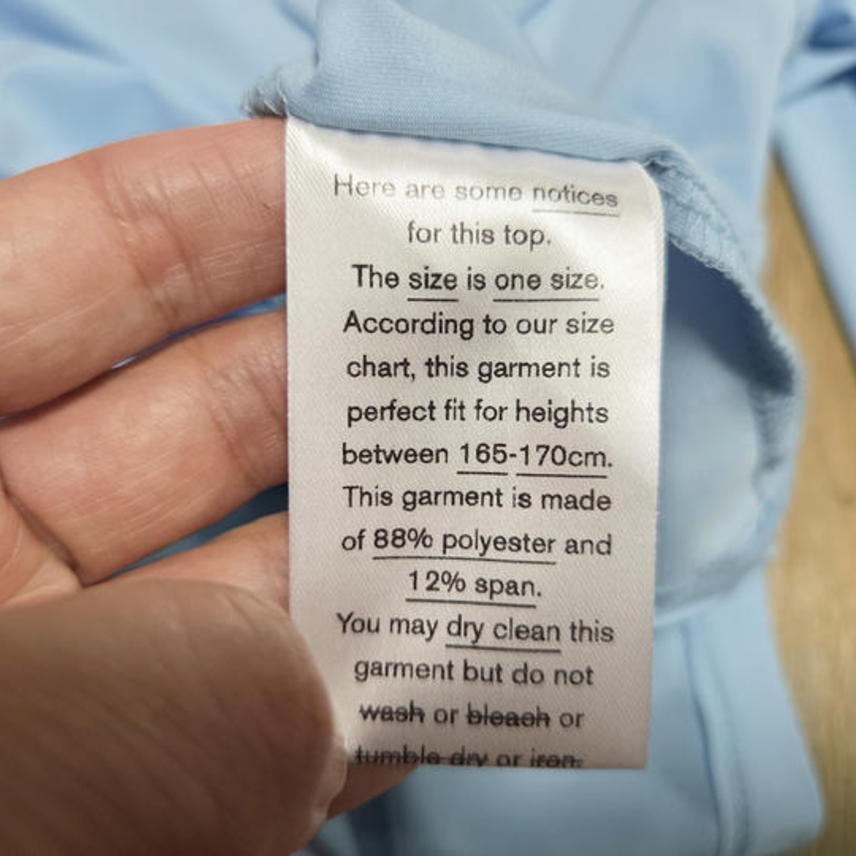 Here are some notices
for this top.
The size is one size.
According to our size
chart, this garment is
perfect fit for heights
between 165-170cm.
This garment is made
of 88% polyester and
12% span.
You may dry clean this
garment but do not
wash or bleach or
tumble dry or iron.